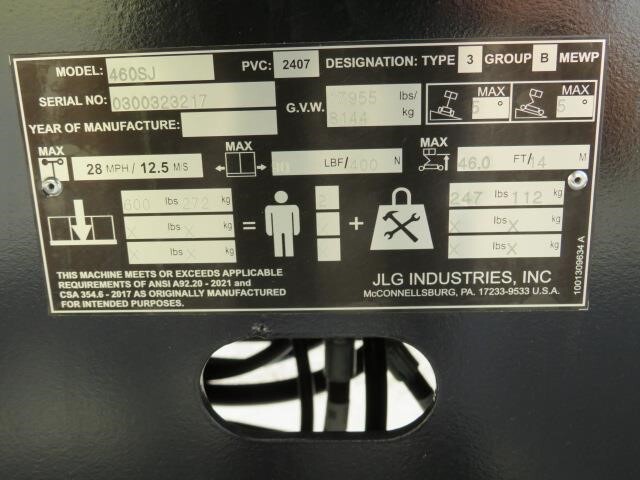 MODEL: 460SJ PVC: 2407 DESIGNATION: TYPE 3 GROUP B MEWP
SERIAL NO: 0300323217 G.V.W. 17955 lbs/ 8144 kg MAX 5° MAX 5°
YEAR OF MANUFACTURE:
MAX 28 MPH / 12.5 M/S MAX 90 LBF/400 N MAX 46.0 FT/14 M
600 lbs 272 kg 2 247 lbs 112 kg
X lbs X kg = X + X lbs X kg
X lbs X kg X X lbs X kg
THIS MACHINE MEETS OR EXCEEDS APPLICABLE
REQUIREMENTS OF ANSI A92.20 - 2021 and
CSA 354.6 - 2017 AS ORIGINALLY MANUFACTURED
FOR INTENDED PURPOSES.
JLG INDUSTRIES, INC
McCONNELLSBURG, PA. 17233-9533 U.S.A.
1001309634 A